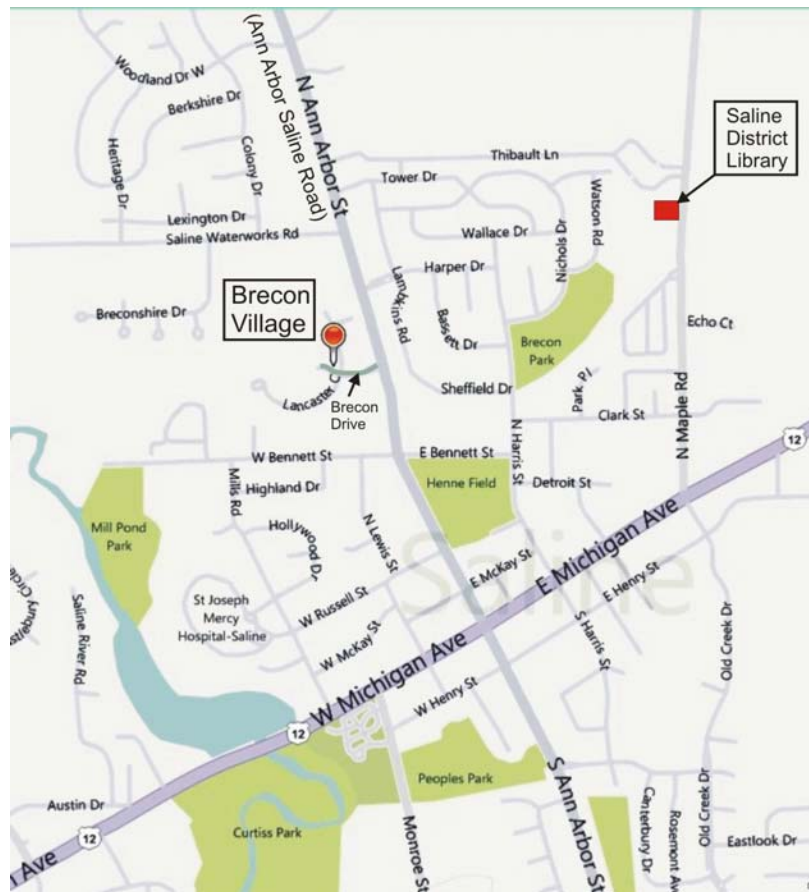 Woodland Dr W
Berkshire Dr
Heritage Dr
Colony Dr
N Ann Arbor St
(Ann Arbor Saline Road)
Thibault Ln
Saline
District
Library
Tower Dr
Watson Rd
Lexington Dr
Saline Waterworks Rd
Wallace Dr
Nichols Dr
Harper Dr
Brecon
Village
Breconshire Dr
Bassett Dr
Brecon
Park
Echo Ct
Lancaster C
Brecon
Drive
Sheffield Dr
Park Pl
Clark St
N Maple Rd
12
W Bennett St
E Bennett St
N Harris St
Mills Rd
Highland Dr
Henne Field
Detroit St
Mill Pond
Park
Hollywood Dr
N Lewis St
Saline
E McKay St
E Michigan Ave
E Henry St
Saline River Rd
St Joseph
Mercy
Hospital-Saline
W Russell St
W McKay St
S Harris St
Old Creek Dr
W Michigan Ave
12
W Henry St
Peoples Park
S Ann Arbor St
Austin Dr
12
n Ave
Curtiss Park
Monroe St
Canterbury Dr
Rosemont Av
Old Creek Dr
Eastlook Dr